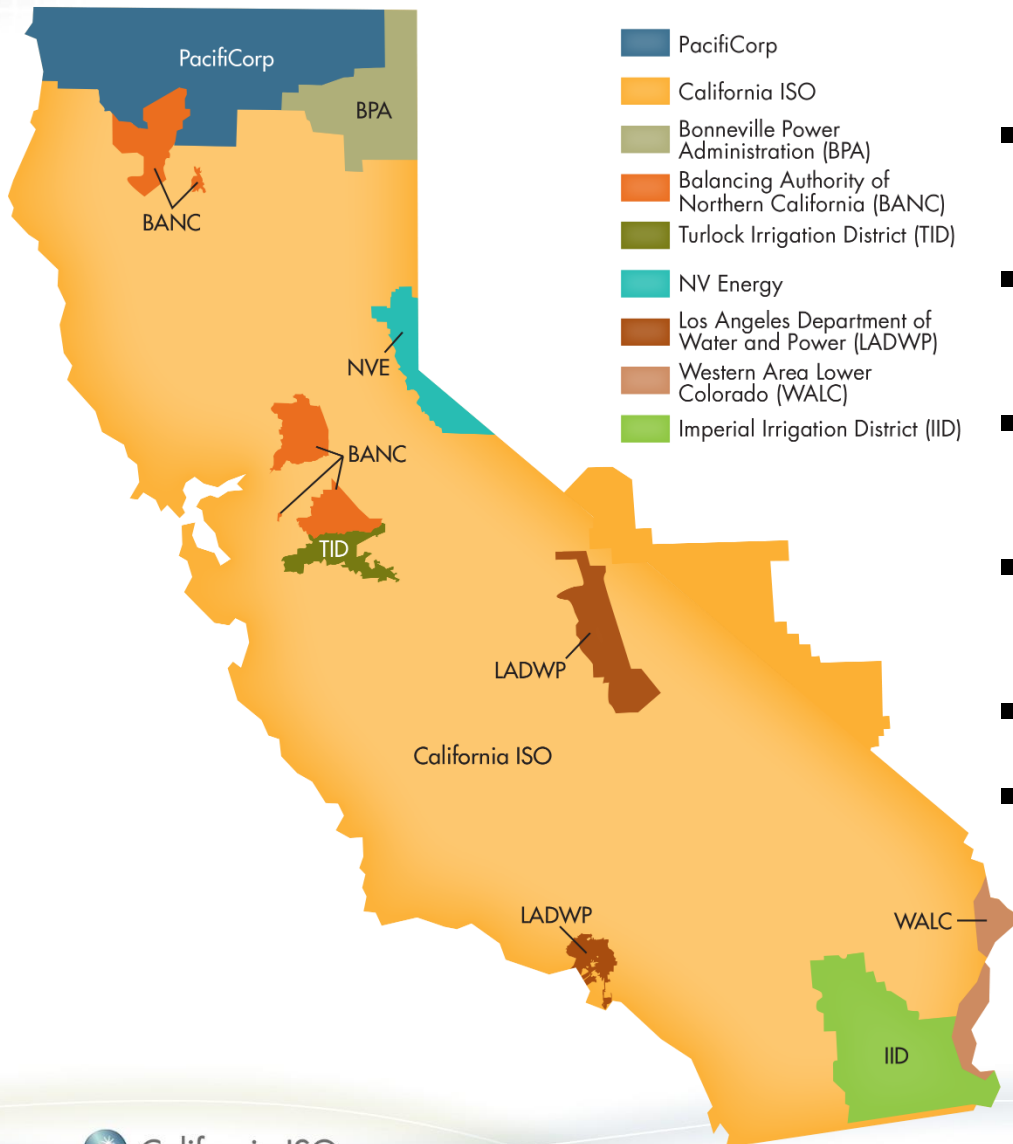 PacifiCorp
BPA
BANC
NVE
BANC
TID
LADWP
California ISO
LADWP
WALC
IID
PacifiCorp
California ISO
Bonneville Power
Administration (BPA)
Balancing Authority of
Northern California (BANC)
Turlock Irrigation District (TID)
NV Energy
Los Angeles Department of
Water and Power (LADWP)
Western Area Lower
Colorado (WALC)
Imperial Irrigation District (IID)
California ISO